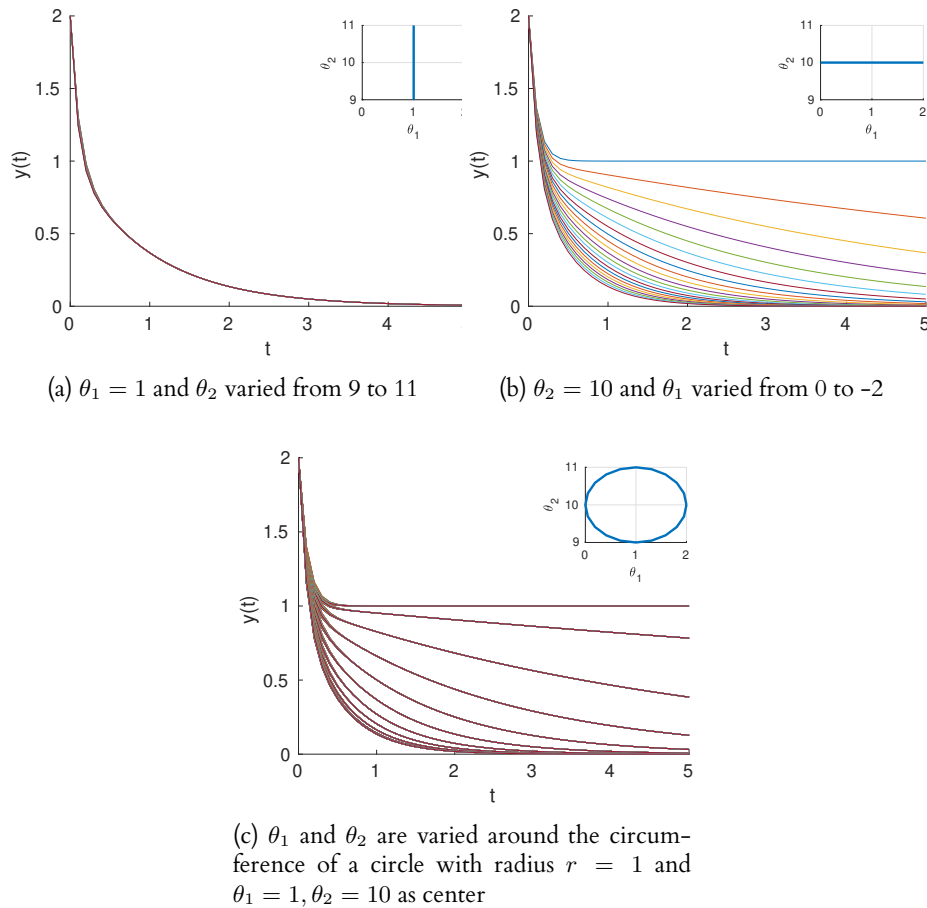 2
1.5
1
0.5
0
y(t)
0
1
2
3
4
t
11
10
9
θ₂
0
1
2
θ₁
(a) θ₁ = 1 and θ₂ varied from 9 to 11
2
1.5
1
0.5
0
y(t)
0
1
2
3
4
5
t
11
10
9
θ₂
0
1
2
θ₁
(b) θ₂ = 10 and θ₁ varied from 0 to -2
2
1.5
1
0.5
0
y(t)
0
1
2
3
4
5
t
11
10
9
θ₂
0
1
2
θ₁
(c) θ₁ and θ₂ are varied around the circum-
ference of a circle with radius r = 1 and
θ₁ = 1, θ₂ = 10 as center